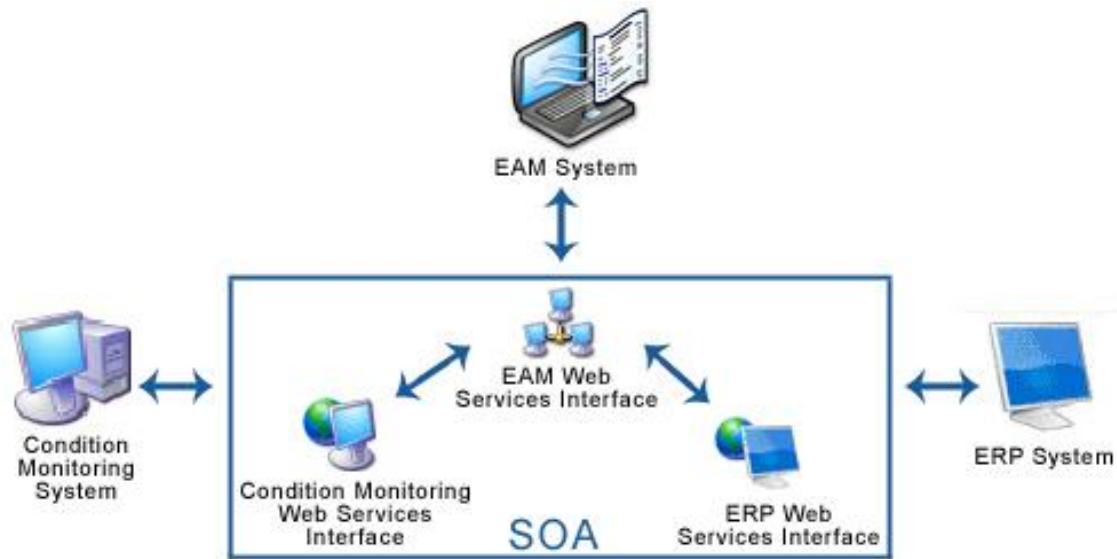 EAM System
EAM Web
Services Interface
Condition
Monitoring
System
Condition Monitoring
Web Services
Interface
ERP Web
Services Interface
ERP System
SOA